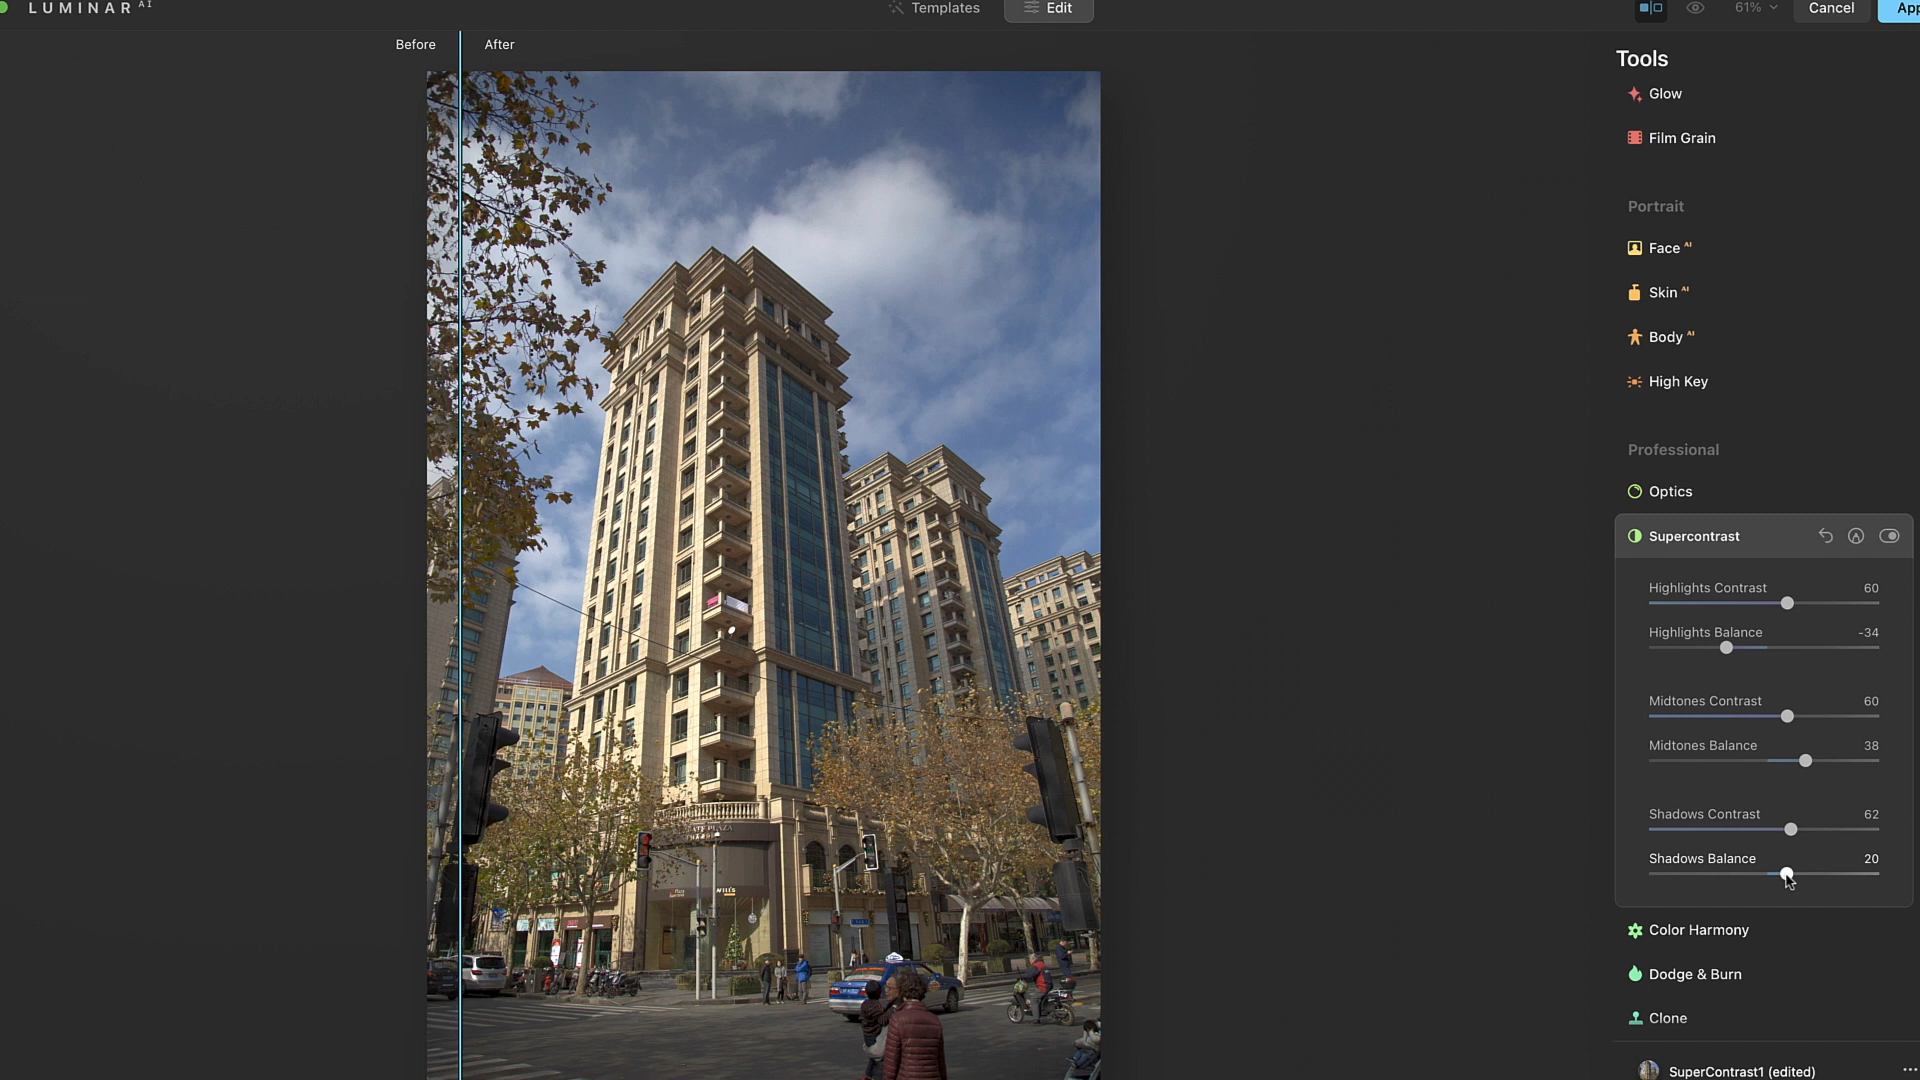 LUMINAR AI
Templates
Edit
61%
Cancel
App
Before
After
Tools
Glow
Film Grain
Portrait
Face AI
Skin AI
Body AI
High Key
Professional
Optics
Supercontrast
Highlights Contrast 60
Highlights Balance -34
Midtones Contrast 60
Midtones Balance 38
Shadows Contrast 62
Shadows Balance 20
Color Harmony
Dodge & Burn
Clone
SuperContrast1 (edited)